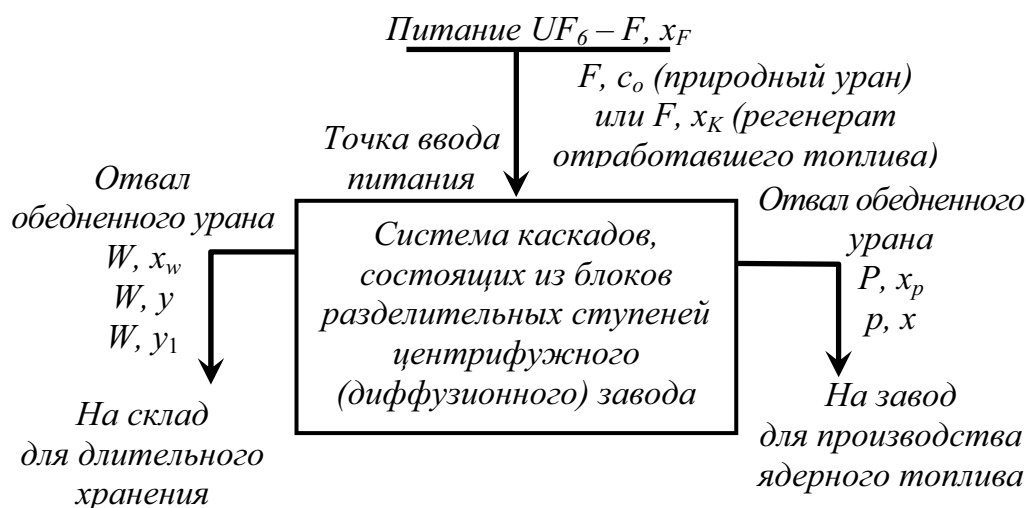 Питание UF₆ – F, x_F
F, c_o (природный уран)
или F, x_K (регенерат
отработавшего топлива)
Точка ввода
питания
Отвал
обедненного урана
W, x_w
W, y
W, y₁
На склад
для длительного
хранения
Система каскадов,
состоящих из блоков
разделительных ступеней
центрифужного
(диффузионного) завода
Отвал обедненного
урана
P, x_p
p, x
На завод
для производства
ядерного топлива